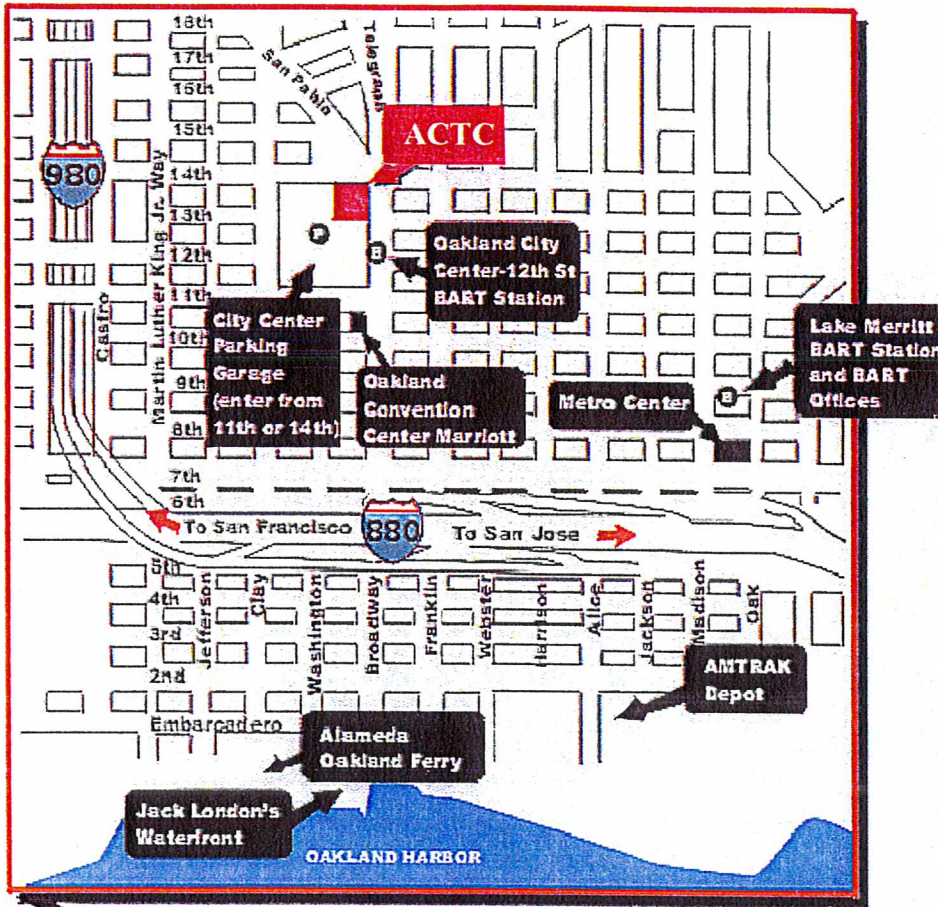 18th
17th
16th
15th
14th
13th
12th
11th
10th
9th
8th
7th
6th
5th
4th
3rd
2nd
San Pablo
Telegraph
ACTC
980
Martin Luther King Jr. Way
Castro
P
B
Oakland City
Center-12th St
BART Station
City Center
Parking
Garage
(enter from
11th or 14th)
Oakland
Convention
Center Marriott
Metro Center
B
Lake Merritt
BART Station
and BART
Offices
To San Francisco
880
To San Jose
Jefferson
Clay
Washington
Broadway
Franklin
Webster
Harrison
Alice
Jackson
Madison
Oak
Embarcadero
AMTRAK
Depot
Alameda
Oakland Ferry
Jack London's
Waterfront
OAKLAND HARBOR